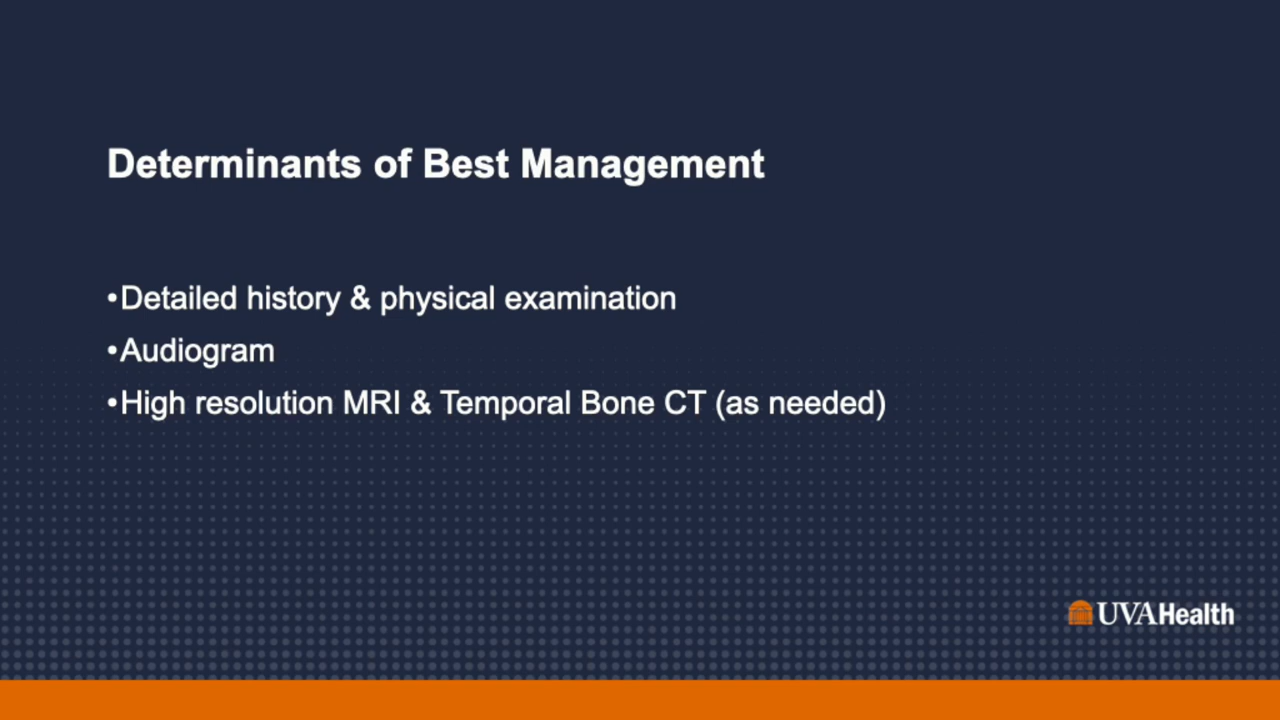 Determinants of Best Management
•Detailed history & physical examination
•Audiogram
•High resolution MRI & Temporal Bone CT (as needed)
UVAHealth